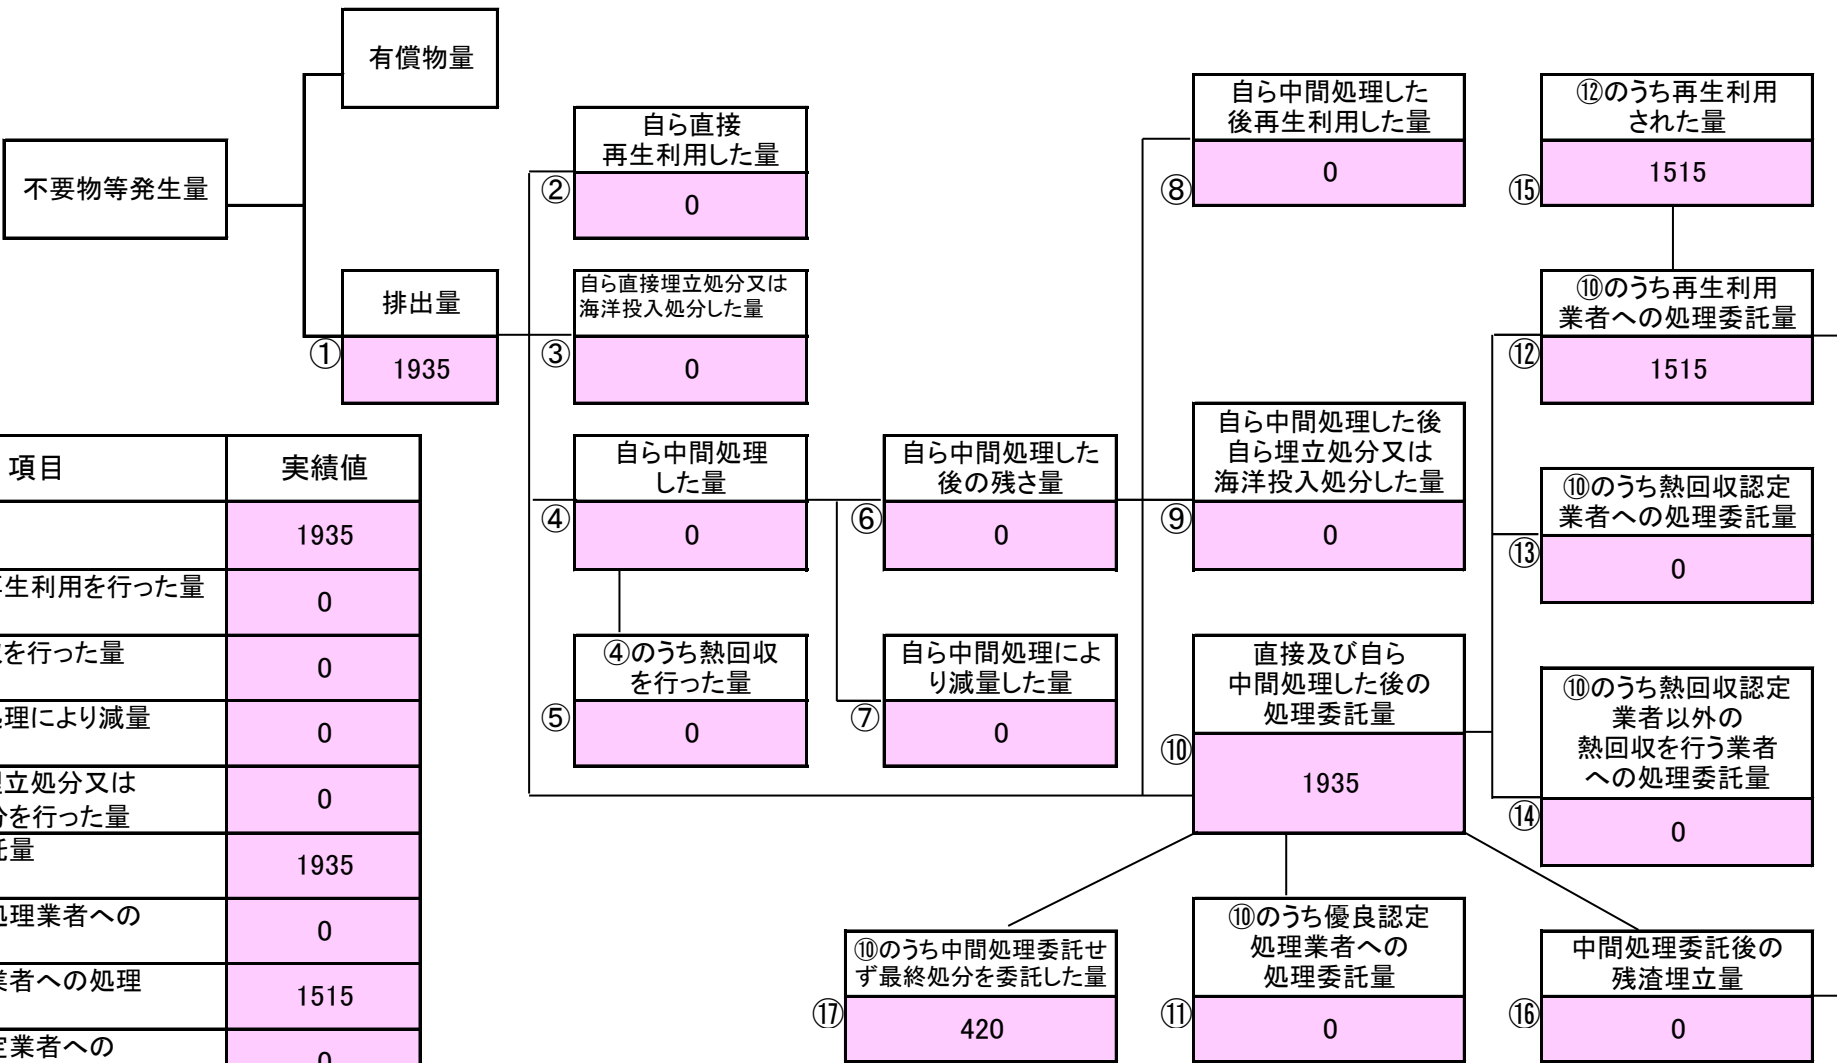 有償物量
不要物等発生量
排出量
①
1935
自ら直接
再生利用した量
②
0
自ら直接埋立処分又は
海洋投入処分した量
③
0
自ら中間処理
した量
④
0
④のうち熱回収
を行った量
⑤
0
自ら中間処理した
後の残さ量
⑥
0
自ら中間処理によ
り減量した量
⑦
0
自ら中間処理した
後再生利用した量
⑧
0
自ら中間処理した後
自ら埋立処分又は
海洋投入処分した量
⑨
0
直接及び自ら
中間処理した後の
処理委託量
⑩
1935
⑫のうち再生利用
された量
⑮
1515
⑩のうち再生利用
業者への処理委託量
⑫
1515
⑩のうち熱回収認定
業者への処理委託量
⑬
0
⑩のうち熱回収認定
業者以外の
熱回収を行う業者
への処理委託量
⑭
0
⑩のうち中間処理委託せ
ず最終処分を委託した量
⑰
420
⑩のうち優良認定
処理業者への
処理委託量
⑪
0
中間処理委託後の
残渣埋立量
⑯
0
項目 実績値
1935
生利用を行った量
0
を行った量
0
理により減量
0
立処分又は
を行った量
0
量
1935
処理業者への
0
業者への処理
1515
業者への
0